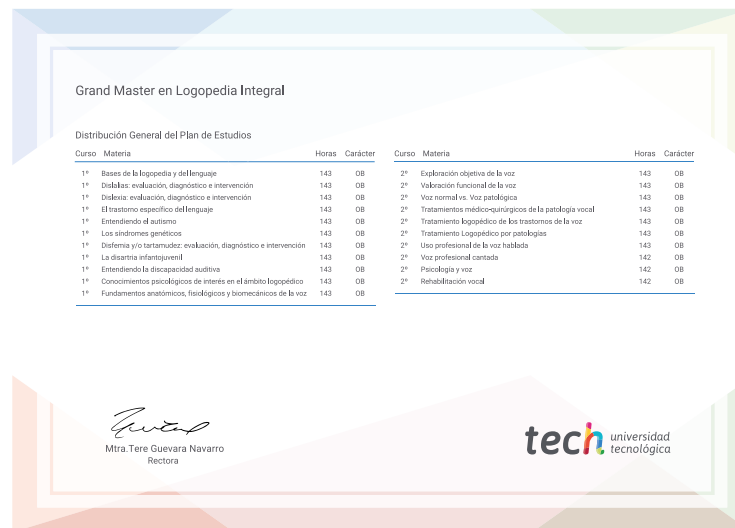 Grand Master en Logopedia Integral
Distribución General del Plan de Estudios
Curso Materia Horas Carácter
1º Bases de la logopedia y del lenguaje 143 OB
1º Dislalias: evaluación, diagnóstico e intervención 143 OB
1º Dislexia: evaluación, diagnóstico e intervención 143 OB
1º El trastorno específico del lenguaje 143 OB
1º Entendiendo el autismo 143 OB
1º Los síndromes genéticos 143 OB
1º Disfemia y/o tartamudez: evaluación, diagnóstico e intervención 143 OB
1º La disartria infantojuvenil 143 OB
1º Entendiendo la discapacidad auditiva 143 OB
1º Conocimientos psicológicos de interés en el ámbito logopédico 143 OB
1º Fundamentos anatómicos, fisiológicos y biomecánicos de la voz 143 OB
Curso Materia Horas Carácter
2º Exploración objetiva de la voz 143 OB
2º Valoración funcional de la voz 143 OB
2º Voz normal vs. Voz patológica 143 OB
2º Tratamientos médico-quirúrgicos de la patología vocal 143 OB
2º Tratamiento logopédico de los trastornos de la voz 143 OB
2º Tratamiento Logopédico por patologías 143 OB
2º Uso profesional de la voz hablada 143 OB
2º Voz profesional cantada 142 OB
2º Psicología y voz 142 OB
2º Rehabilitación vocal 142 OB
Mtra.Tere Guevara Navarro
Rectora
tech universidad
tecnológica